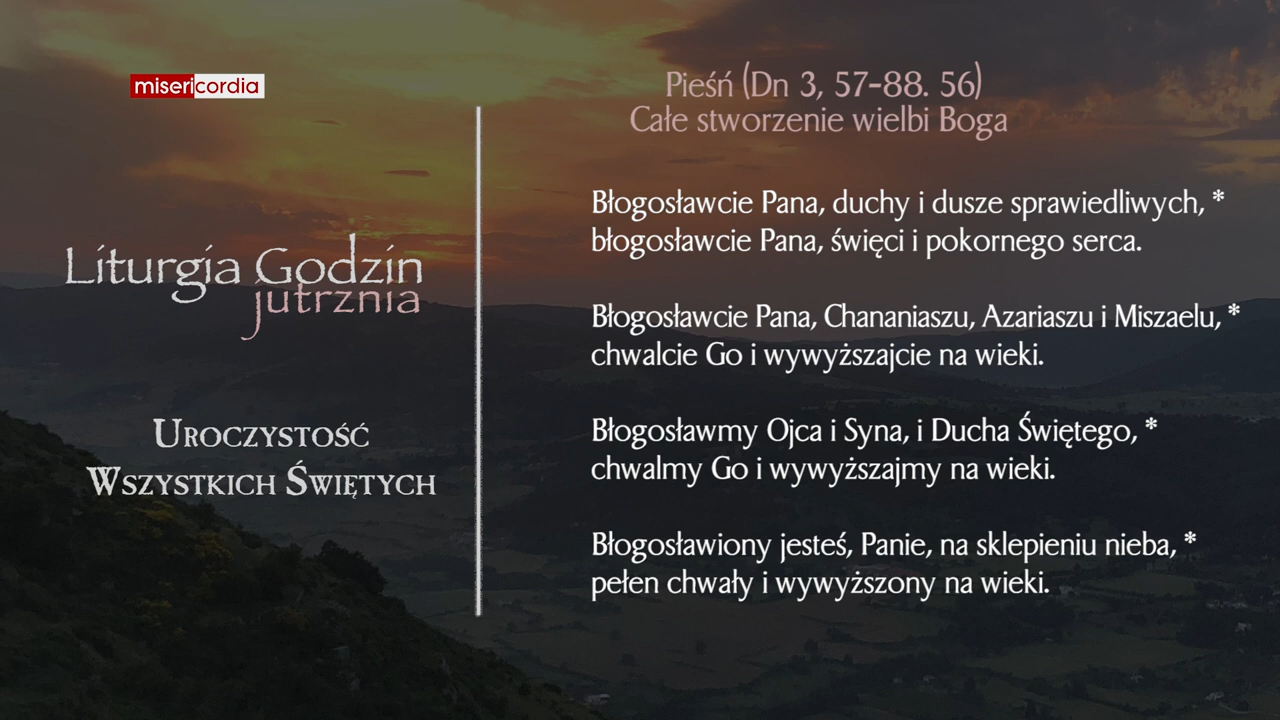 misericordia
Liturgia Godzin
jutrznia
Uroczystość
Wszystkich Świętych
Pieśń (Dn 3, 57-88. 56)
Całe stworzenie wielbi Boga
Błogosławcie Pana, duchy i dusze sprawiedliwych, *
błogosławcie Pana, święci i pokornego serca.
Błogosławcie Pana, Chananiaszu, Azariaszu i Miszaelu, *
chwalcie Go i wywyższajcie na wieki.
Błogosławmy Ojca i Syna, i Ducha Świętego, *
chwalmy Go i wywyższajmy na wieki.
Błogosławiony jesteś, Panie, na sklepieniu nieba, *
pełen chwały i wywyższony na wieki.